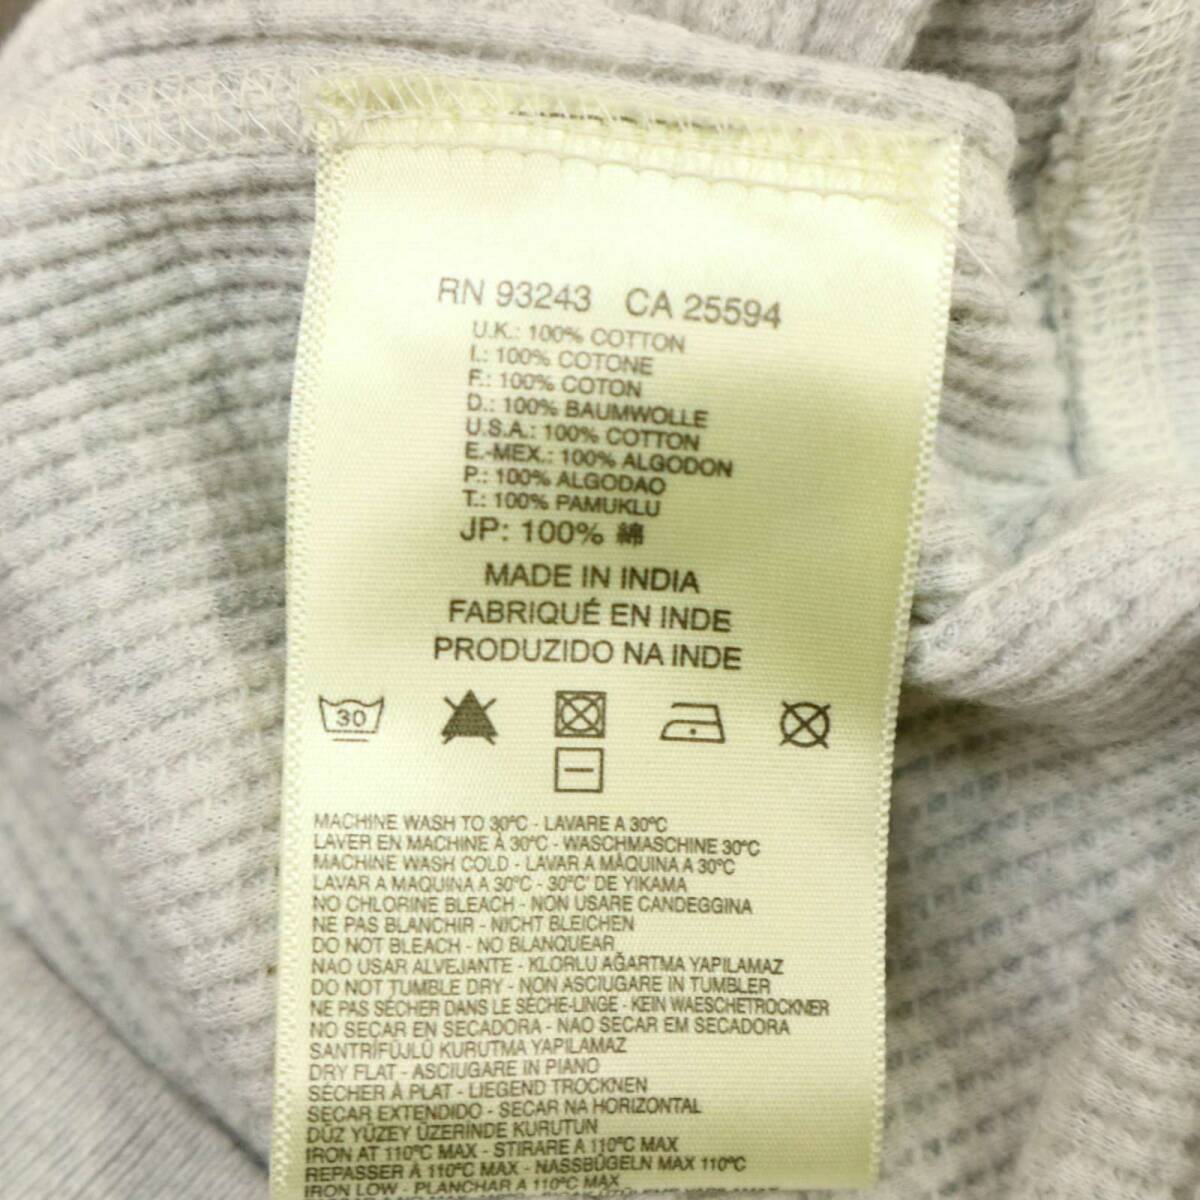 RN 93243 CA 25594
U.K.: 100% COTTON
I.: 100% COTONE
F.: 100% COTON
D.: 100% BAUMWOLLE
U.S.A.: 100% COTTON
E.-MEX.: 100% ALGODON
P.: 100% ALGODAO
T.: 100% PAMUKLU
JP: 100% 綿
MADE IN INDIA
FABRIQUÉ EN INDE
PRODUZIDO NA INDE
30
MACHINE WASH TO 30°C - LAVARE A 30°C
LAVER EN MACHINE À 30°C - WASCHMASCHINE 30°C
MACHINE WASH COLD - LAVAR A MÁQUINA A 30°C
LAVAR A MAQUINA A 30°C - 30°C' DE YIKAMA
NO CHLORINE BLEACH - NON USARE CANDEGGINA
NE PAS BLANCHIR - NICHT BLEICHEN
DO NOT BLEACH - NO BLANQUEAR
NAO USAR ALVEJANTE - KLORLU AĞARTMA YAPILAMAZ
DO NOT TUMBLE DRY - NON ASCIUGARE IN TUMBLER
NE PAS SÉCHER DANS LE SÈCHE-LINGE - KEIN WAESCHETROCKNER
NO SECAR EN SECADORA - NAO SECAR EM SECADORA
SANTRİFÜJLÜ KURUTMA YAPILAMAZ
DRY FLAT - ASCIUGARE IN PIANO
SÉCHER À PLAT - LIEGEND TROCKNEN
SECAR EXTENDIDO - SECAR NA HORIZONTAL
DÜZ YÜZEY ÜZERİNDE KURUTUN
IRON AT 110°C MAX - STIRARE A 110°C MAX
REPASSER À 110°C MAX - NASSBÜGELN MAX 110°C
IRON LOW - PLANCHAR A 110°C MAX